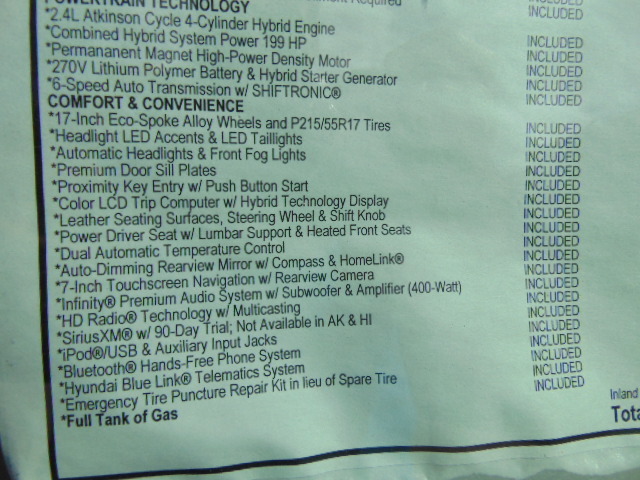 Required
POWERTRAIN TECHNOLOGY INCLUDED
*2.4L Atkinson Cycle 4-Cylinder Hybrid Engine INCLUDED
*Combined Hybrid System Power 199 HP INCLUDED
*Permananent Magnet High-Power Density Motor INCLUDED
*270V Lithium Polymer Battery & Hybrid Starter Generator INCLUDED
*6-Speed Auto Transmission w/ SHIFTRONIC® INCLUDED
COMFORT & CONVENIENCE
*17-Inch Eco-Spoke Alloy Wheels and P215/55R17 Tires INCLUDED
*Headlight LED Accents & LED Taillights INCLUDED
*Automatic Headlights & Front Fog Lights INCLUDED
*Premium Door Sill Plates INCLUDED
*Proximity Key Entry w/ Push Button Start INCLUDED
*Color LCD Trip Computer w/ Hybrid Technology Display INCLUDED
*Leather Seating Surfaces, Steering Wheel & Shift Knob INCLUDED
*Power Driver Seat w/ Lumbar Support & Heated Front Seats INCLUDED
*Dual Automatic Temperature Control INCLUDED
*Auto-Dimming Rearview Mirror w/ Compass & HomeLink® INCLUDED
*7-Inch Touchscreen Navigation w/ Rearview Camera INCLUDED
*Infinity® Premium Audio System w/ Subwoofer & Amplifier (400-Watt) INCLUDED
*HD Radio® Technology w/ Multicasting INCLUDED
*SiriusXM® w/ 90-Day Trial; Not Available in AK & HI INCLUDED
*iPod®/USB & Auxiliary Input Jacks INCLUDED
*Bluetooth® Hands-Free Phone System INCLUDED
*Hyundai Blue Link® Telematics System INCLUDED
*Emergency Tire Puncture Repair Kit in lieu of Spare Tire INCLUDED
*Full Tank of Gas
Inland
Tota